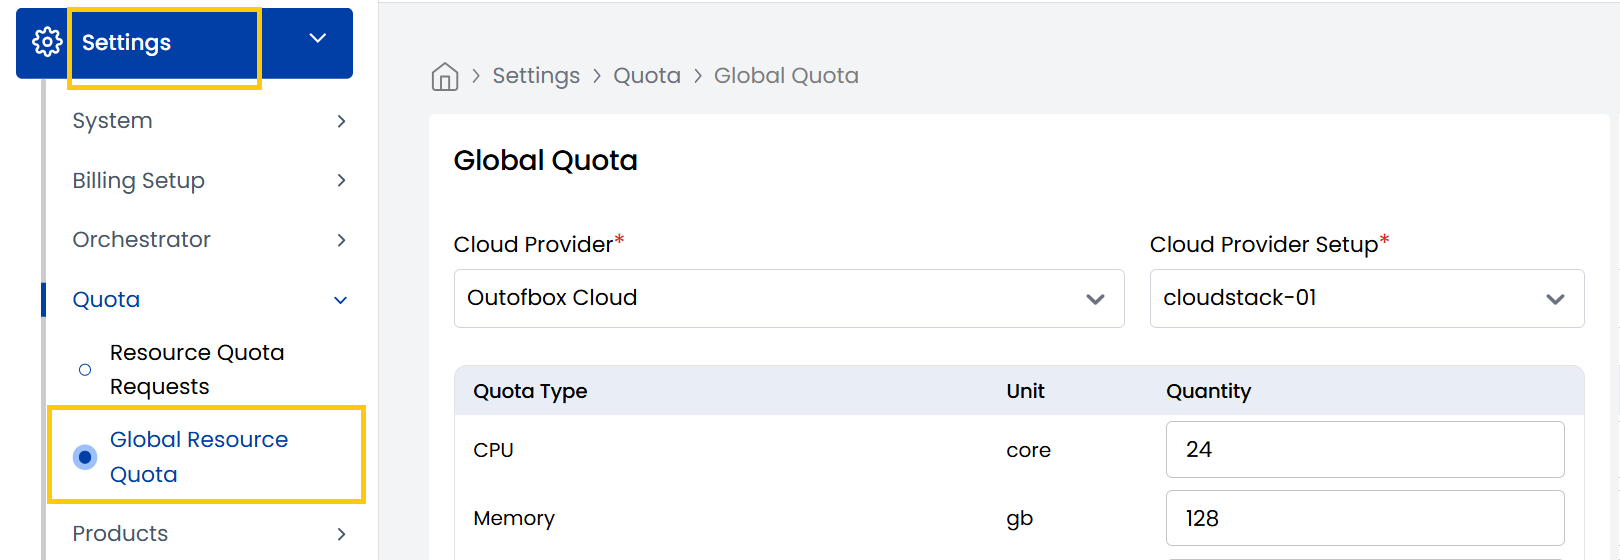 Settings
System
Billing Setup
Orchestrator
Quota
Resource Quota
Requests
Global Resource
Quota
Products
Settings > Quota > Global Quota
Global Quota
Cloud Provider*
Outofbox Cloud
Cloud Provider Setup*
cloudstack-01
Quota Type Unit Quantity
CPU core 24
Memory gb 128